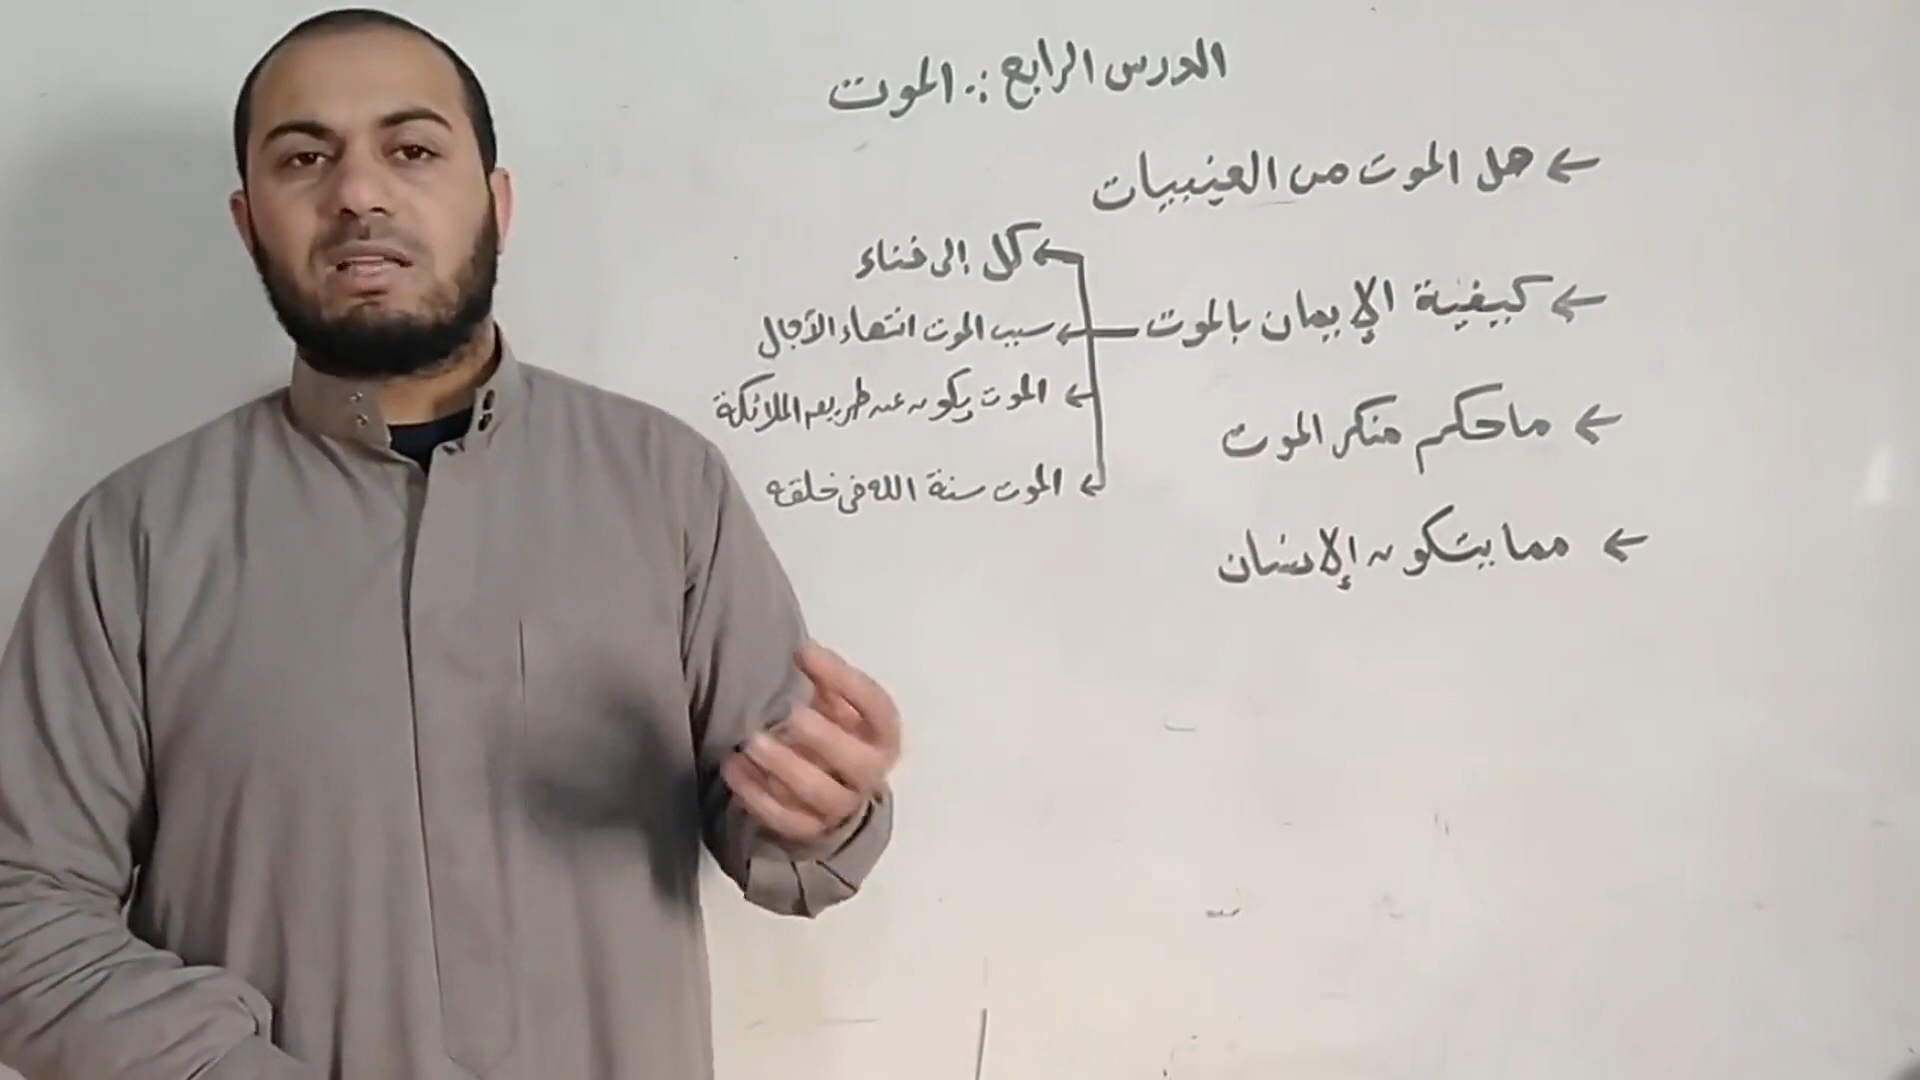 الدرس الرابع :. الموت
← هل الموت من الغيبيات
← كيفية الإيمان بالموت
← كل إلى فناء
← سبب الموت انتهاء الأجال
← الموت يكون عن طريق الملائكة
← الموت سنة الله في خلقه
← ما حكم منكر الموت
← مما يتكون الإنسان